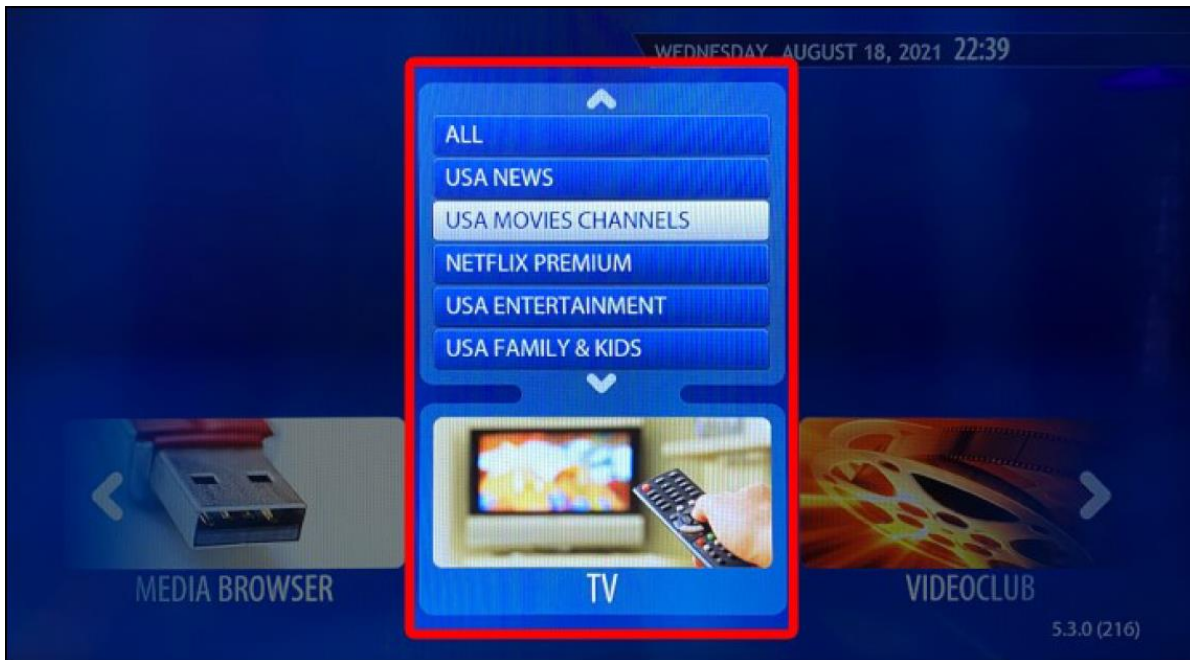 WEDNESDAY, AUGUST 18, 2021 22:39
ALL
USA NEWS
USA MOVIES CHANNELS
NETFLIX PREMIUM
USA ENTERTAINMENT
USA FAMILY & KIDS
MEDIA BROWSER
TV
VIDEOCLUB
5.3.0 (216)